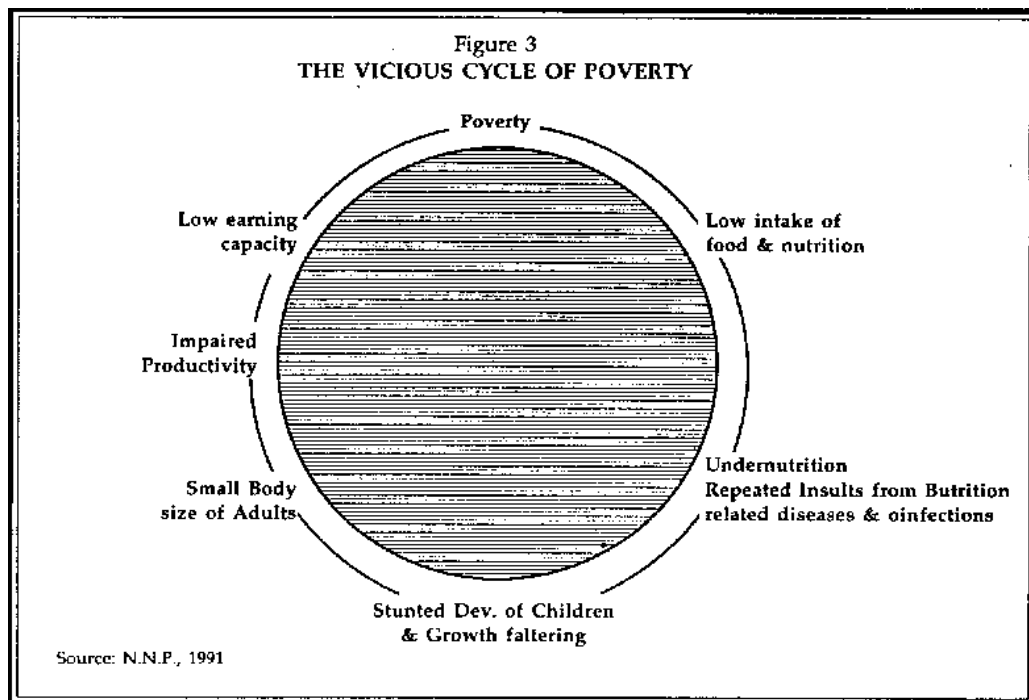 Figure 3
THE VICIOUS CYCLE OF POVERTY
Poverty
Low earning
capacity
Low intake of
food & nutrition
Impaired
Productivity
Small Body
size of Adults
Undernutrition
Repeated Insults from Butrition
related diseases & oinfections
Stunted Dev. of Children
& Growth faltering
Source: N.N.P., 1991